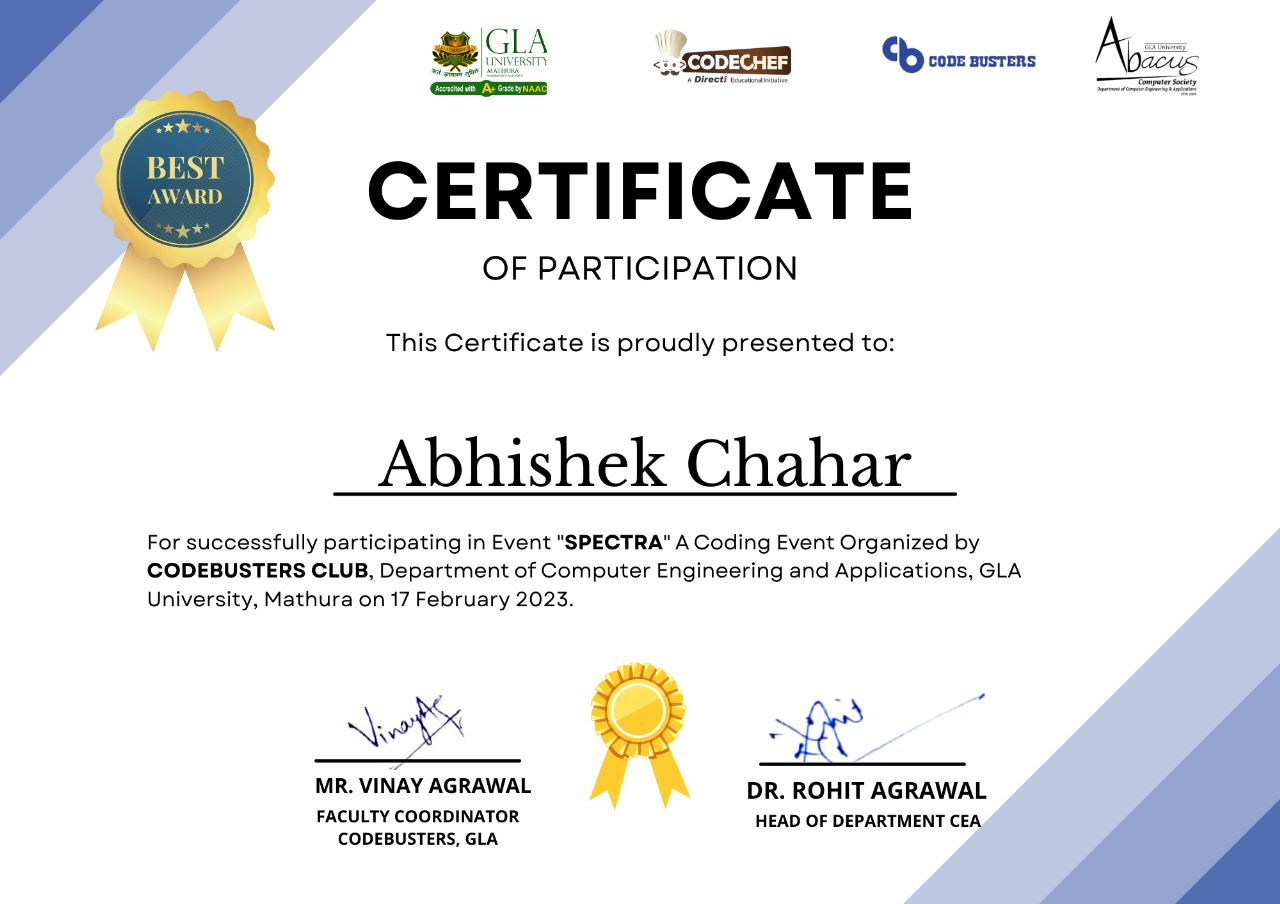 GLA
UNIVERSITY
MATHURA
Accredited with A+ Grade by NAAC
CODECHEF
A Directi Educational Initiative
cb CODE BUSTERS
GLA University
Abacus
Computer Society
Department of Computer Engineering & Applications
BEST
AWARD
CERTIFICATE
OF PARTICIPATION
This Certificate is proudly presented to:
Abhishek Chahar
For successfully participating in Event "SPECTRA" A Coding Event Organized by
CODEBUSTERS CLUB, Department of Computer Engineering and Applications, GLA
University, Mathura on 17 February 2023.
MR. VINAY AGRAWAL
FACULTY COORDINATOR
CODEBUSTERS, GLA
DR. ROHIT AGRAWAL
HEAD OF DEPARTMENT CEA